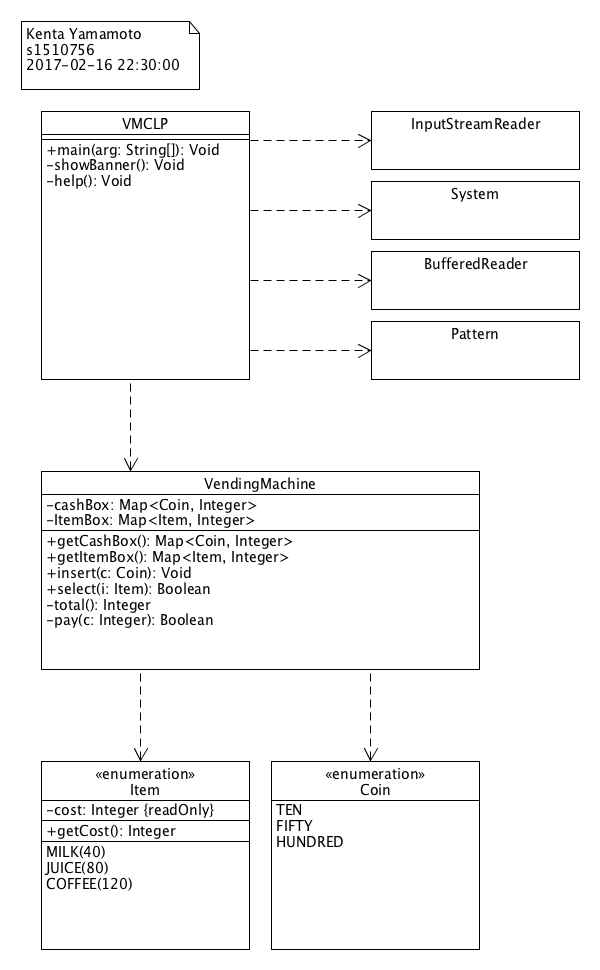 Kenta Yamamoto
s1510756
2017-02-16 22:30:00
VMCLP
+main(arg: String[]): Void
-showBanner(): Void
-help(): Void
InputStreamReader
System
BufferedReader
Pattern
VendingMachine
-cashBox: Map<Coin, Integer>
-ItemBox: Map<Item, Integer>
+getCashBox(): Map<Coin, Integer>
+getItemBox(): Map<Item, Integer>
+insert(c: Coin): Void
+select(i: Item): Boolean
-total(): Integer
-pay(c: Integer): Boolean
«enumeration»
Item
-cost: Integer {readOnly}
+getCost(): Integer
MILK(40)
JUICE(80)
COFFEE(120)
«enumeration»
Coin
TEN
FIFTY
HUNDRED